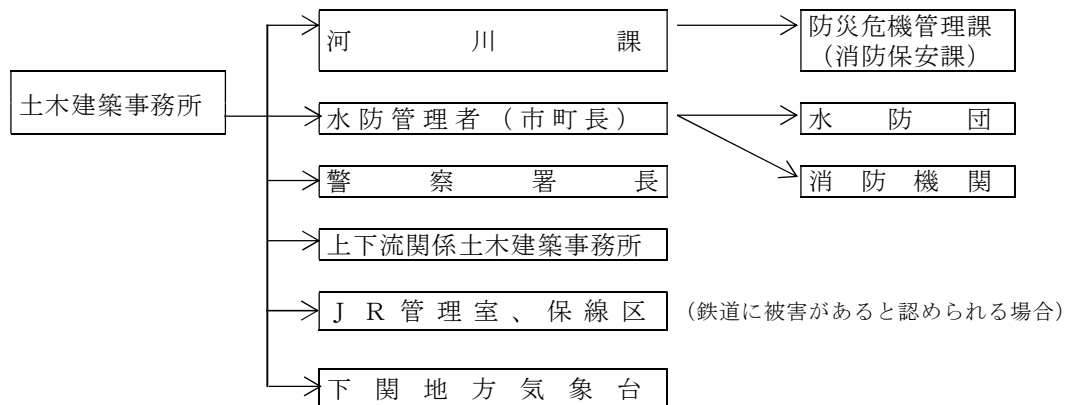 河川課
防災危機管理課
（消防保安課）
土木建築事務所
水防管理者（市町長）
水防団
警察署長
消防機関
上下流関係土木建築事務所
ＪＲ管理室、保線区
（鉄道に被害があると認められる場合）
下関地方気象台